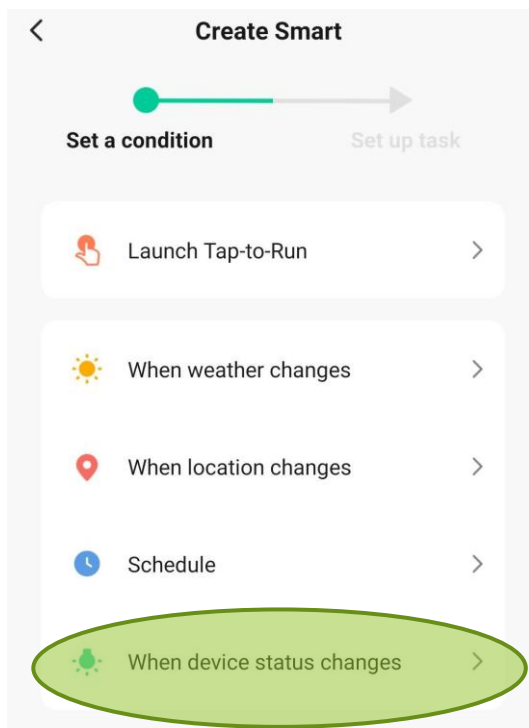 Create Smart
Set a condition
Set up task
Launch Tap-to-Run
When weather changes
When location changes
Schedule
When device status changes